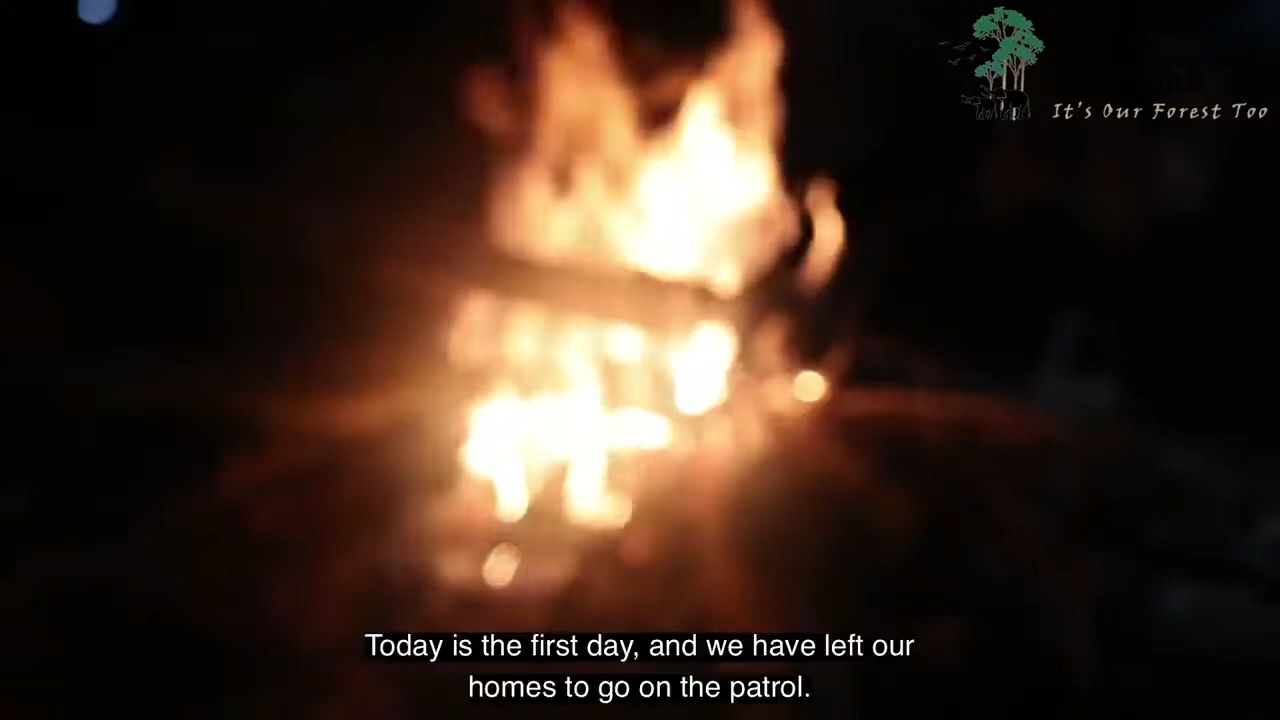 It's Our Forest Too
Today is the first day, and we have left our
homes to go on the patrol.